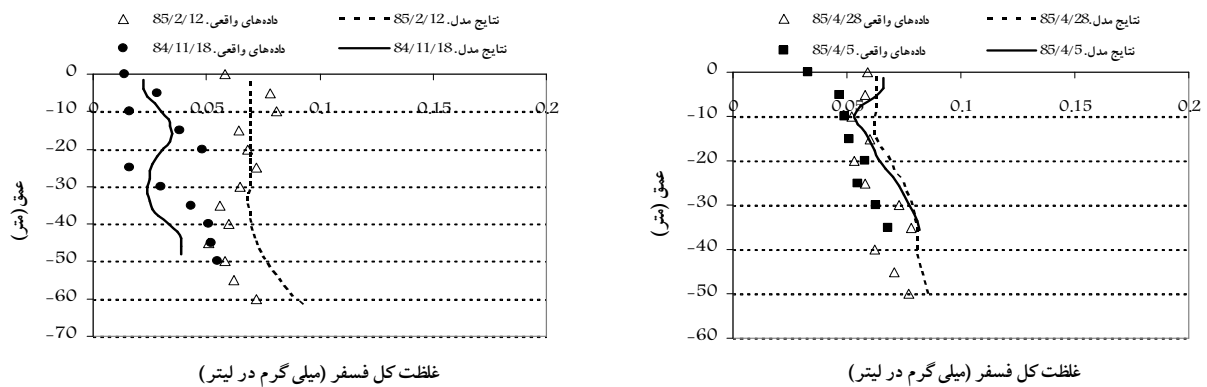 داده‌های واقعی.85/2/12
نتایج مدل.85/2/12
داده‌های واقعی.84/11/18
نتایج مدل.84/11/18
0 0.05 0.1 0.15 0.2
0
-10
-20
-30
-40
-50
-60
-70
عمق (متر)
غلظت کل فسفر (میلی گرم در لیتر)
داده‌های واقعی.85/4/28
نتایج مدل.85/4/28
داده‌های واقعی.85/4/5
نتایج مدل.85/4/5
0 0.05 0.1 0.15 0.2
0
-10
-20
-30
-40
-50
-60
عمق (متر)
غلظت کل فسفر (میلی گرم در لیتر)